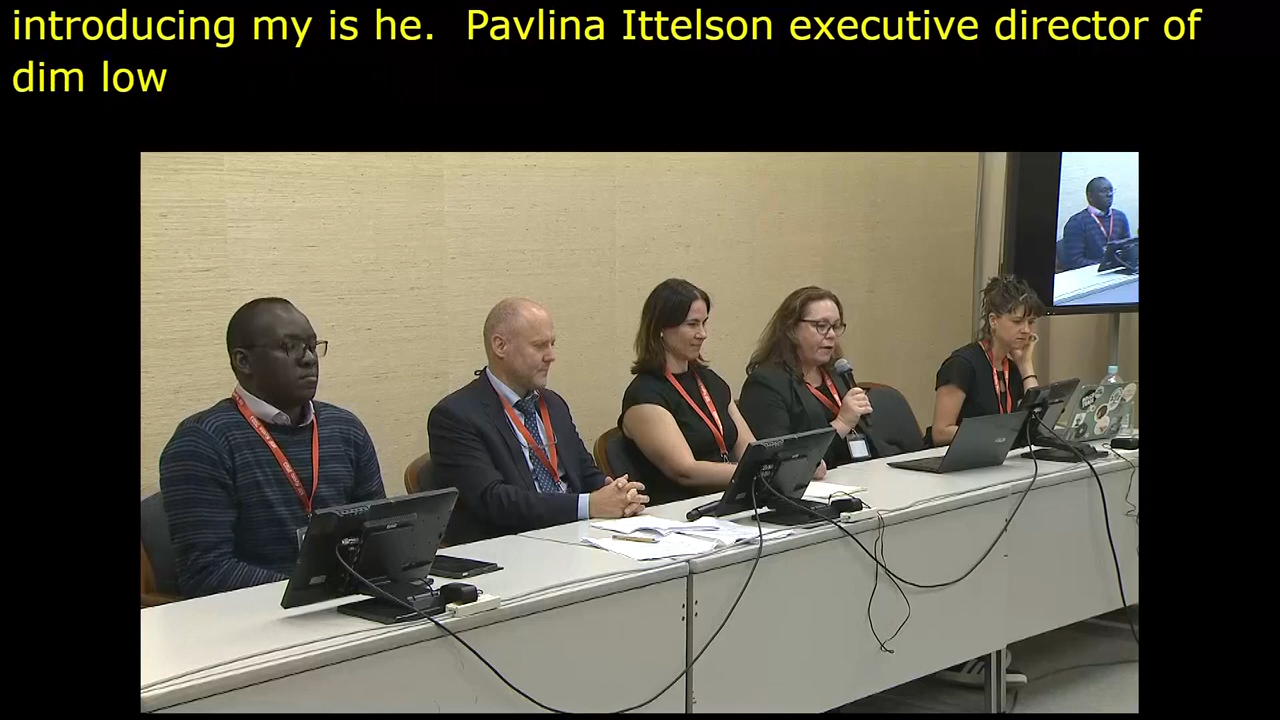 introducing my is he.  Pavlina Ittelson executive director of
dim low